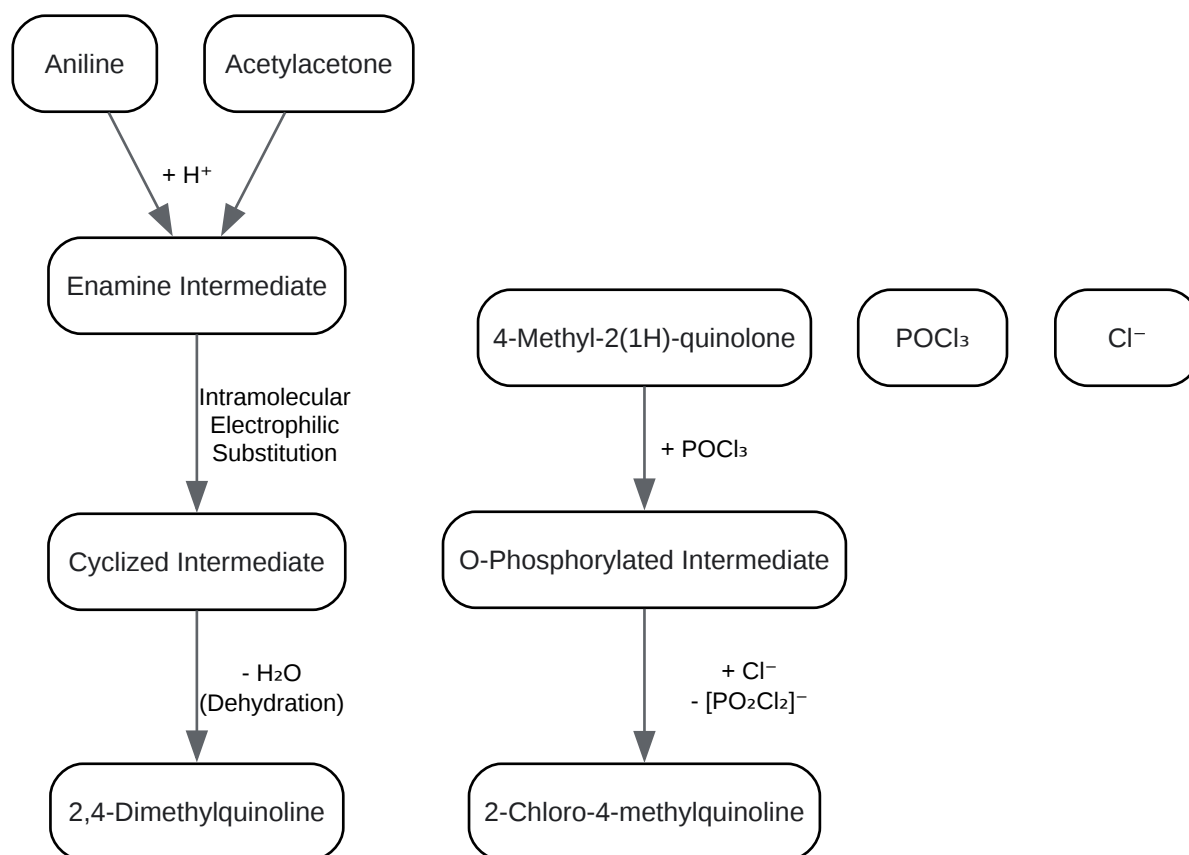 Aniline
Acetylacetone
+ H⁺
Enamine Intermediate
Intramolecular
Electrophilic
Substitution
Cyclized Intermediate
- H₂O
(Dehydration)
2,4-Dimethylquinoline
4-Methyl-2(1H)-quinolone
POCl₃
Cl⁻
+ POCl₃
O-Phosphorylated Intermediate
+ Cl⁻
- [PO₂Cl₂]⁻
2-Chloro-4-methylquinoline